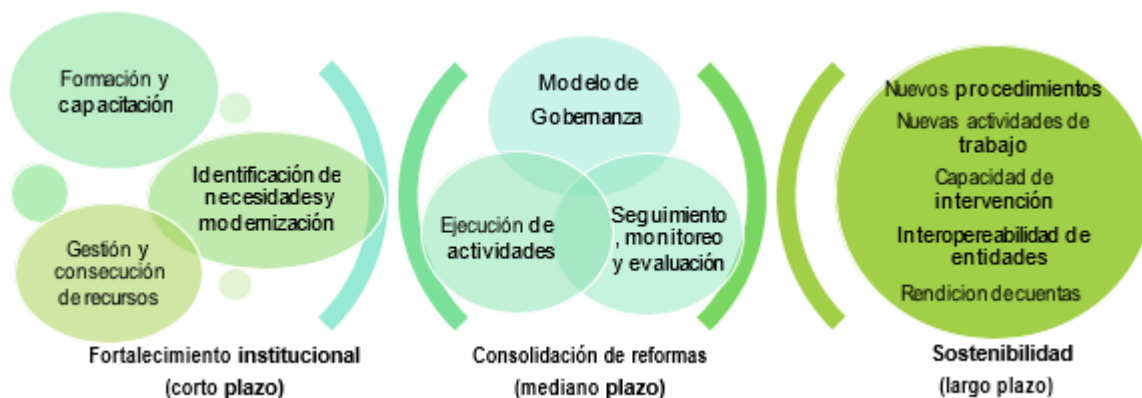 Formación y
capacitación
Identificación de
necesidades y
modernización
Gestión y
consecución
de recursos
Fortalecimiento institucional
(corto plazo)
Modelo de
Gobernanza
Ejecución de
actividades
Seguimiento
, monitoreo
y evaluación
Consolidación de reformas
(mediano plazo)
Nuevos procedimientos
Nuevas actividades de
trabajo
Capacidad de
intervención
Interopereabilidad de
entidades
Rendicion de cuentas
Sostenibilidad
(largo plazo)